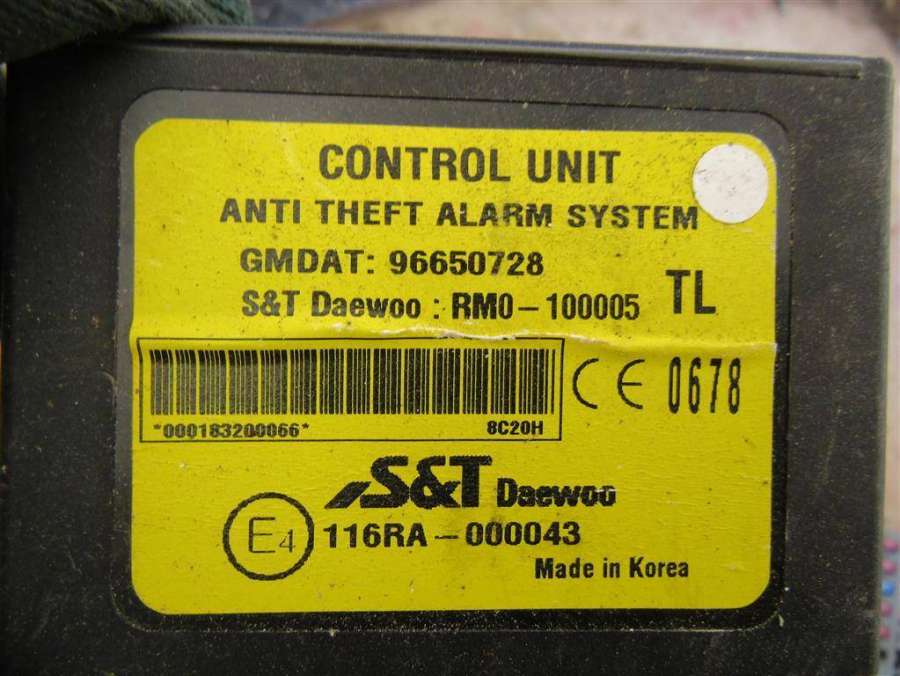 CONTROL UNIT
ANTI THEFT ALARM SYSTEM
GMDAT: 96650728
S&T Daewoo : RM0-100005 TL
*000183200066* 8C20H
CE 0678
S&T Daewoo
E4 116RA-000043
Made in Korea